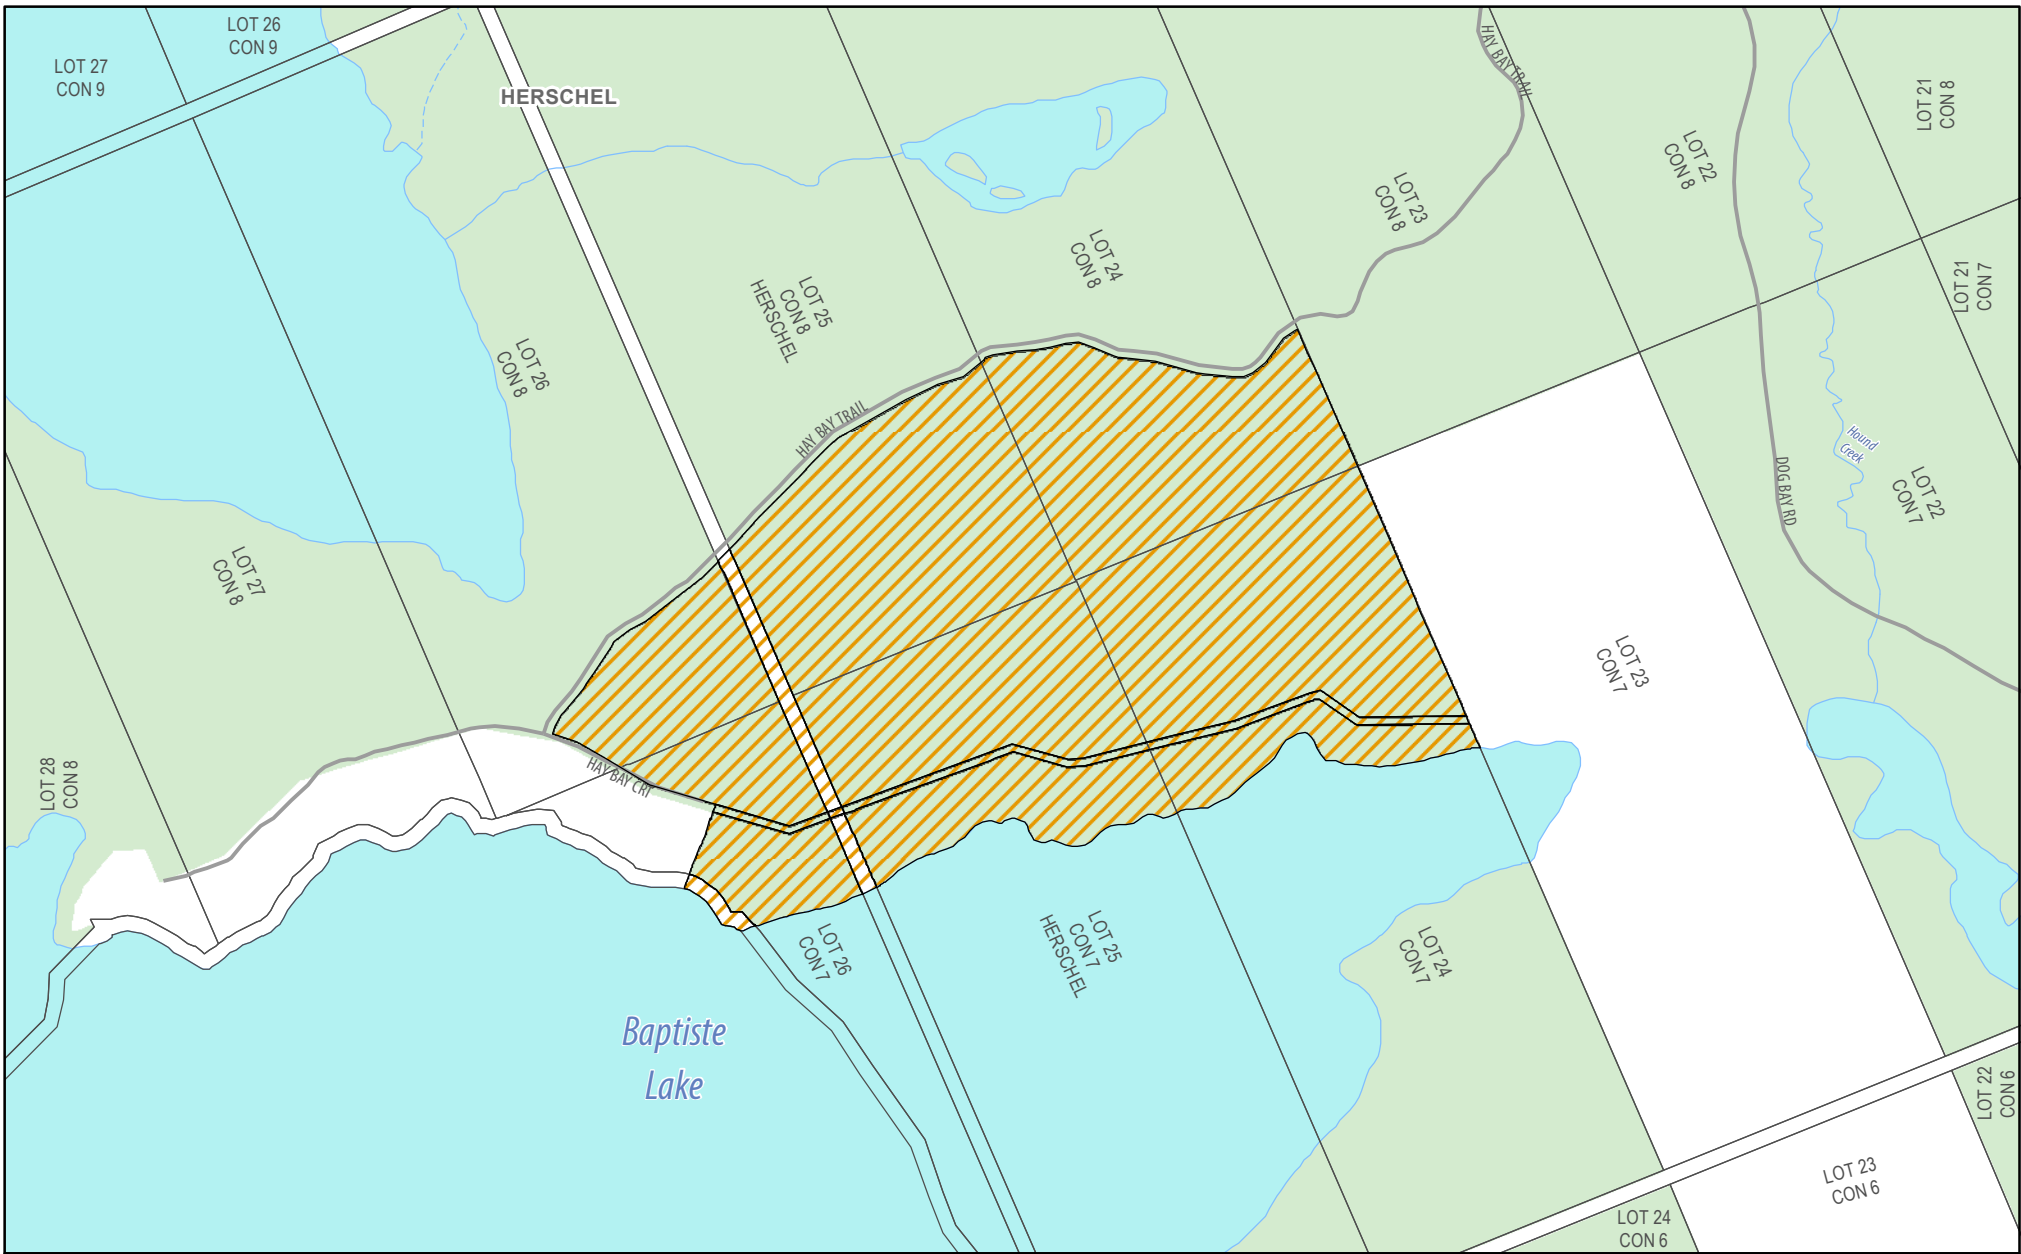 LOT 26
CON 9
LOT 27
CON 9
HERSCHEL
HAY BAY TRAIL
LOT 21
CON 8
LOT 22
CON 8
LOT 23
CON 8
LOT 24
CON 8
LOT 25
CON 8
HERSCHEL
LOT 21
CON 7
LOT 26
CON 8
HAY BAY TRAIL
Hound
Creek
DOG BAY RD
LOT 22
CON 7
LOT 27
CON 8
LOT 23
CON 7
LOT 28
CON 8
HAY BAY CRT
LOT 26
CON 7
LOT 25
CON 7
HERSCHEL
LOT 24
CON 7
Baptiste
Lake
LOT 22
CON 6
LOT 23
CON 6
LOT 24
CON 6